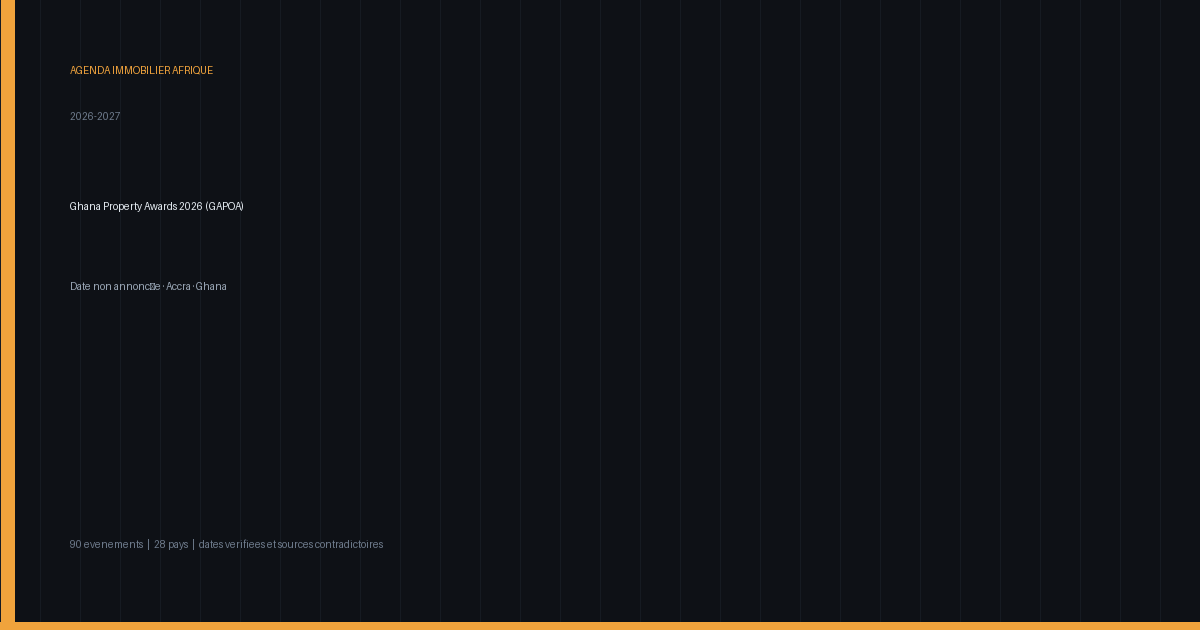 AGENDA IMMOBILIER AFRIQUE
2026-2027
Ghana Property Awards 2026 (GAPOA)
Date non annonc▯e · Accra · Ghana
90 evenements | 28 pays | dates verifiees et sources contradictoires